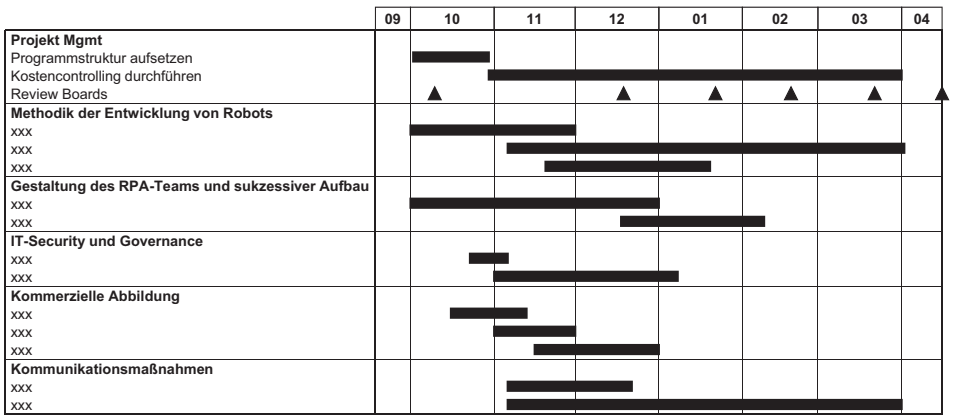 09 10 11 12 01 02 03 04
Projekt Mgmt
Programmstruktur aufsetzen
Kostencontrolling durchführen
Review Boards
Methodik der Entwicklung von Robots
xxx
xxx
xxx
Gestaltung des RPA-Teams und sukzessiver Aufbau
xxx
xxx
IT-Security und Governance
xxx
xxx
Kommerzielle Abbildung
xxx
xxx
xxx
Kommunikationsmaßnahmen
xxx
xxx